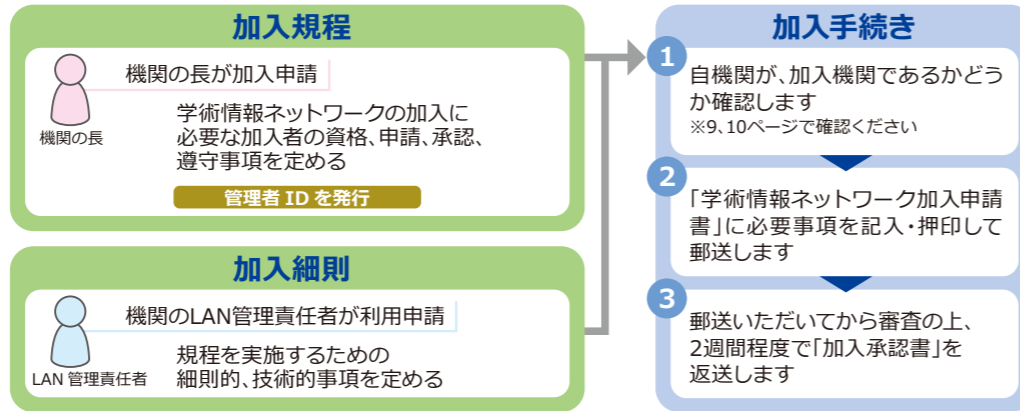 加入規程
機関の長が加入申請
機関の長
学術情報ネットワークの加入に
必要な加入者の資格、申請、承認、
遵守事項を定める
管理者 ID を発行
加入細則
機関のLAN管理責任者が利用申請
LAN 管理責任者
規程を実施するための
細則的、技術的事項を定める
加入手続き
1
自機関が、加入機関であるかどう
か確認します
※9、10ページで確認ください
2
「学術情報ネットワーク加入申請
書」に必要事項を記入・押印して
郵送します
3
郵送いただいてから審査の上、
2週間程度で「加入承認書」を
返送します